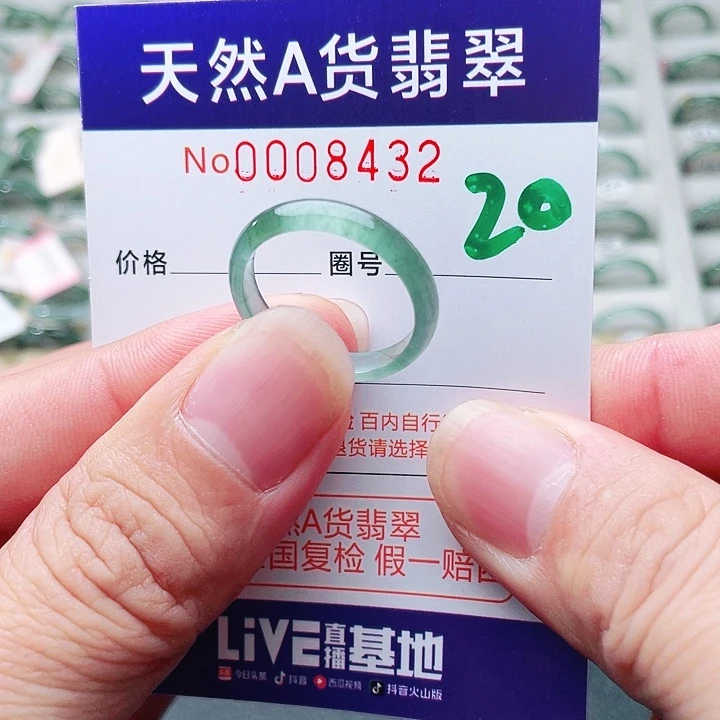 天然A货翡翠
No0008432
20
价格 圈号
百内自行
退货请选择
A货翡翠
国复检 假一赔
LiVE直播基地
今日头条 抖音 西瓜视频 抖音火山版